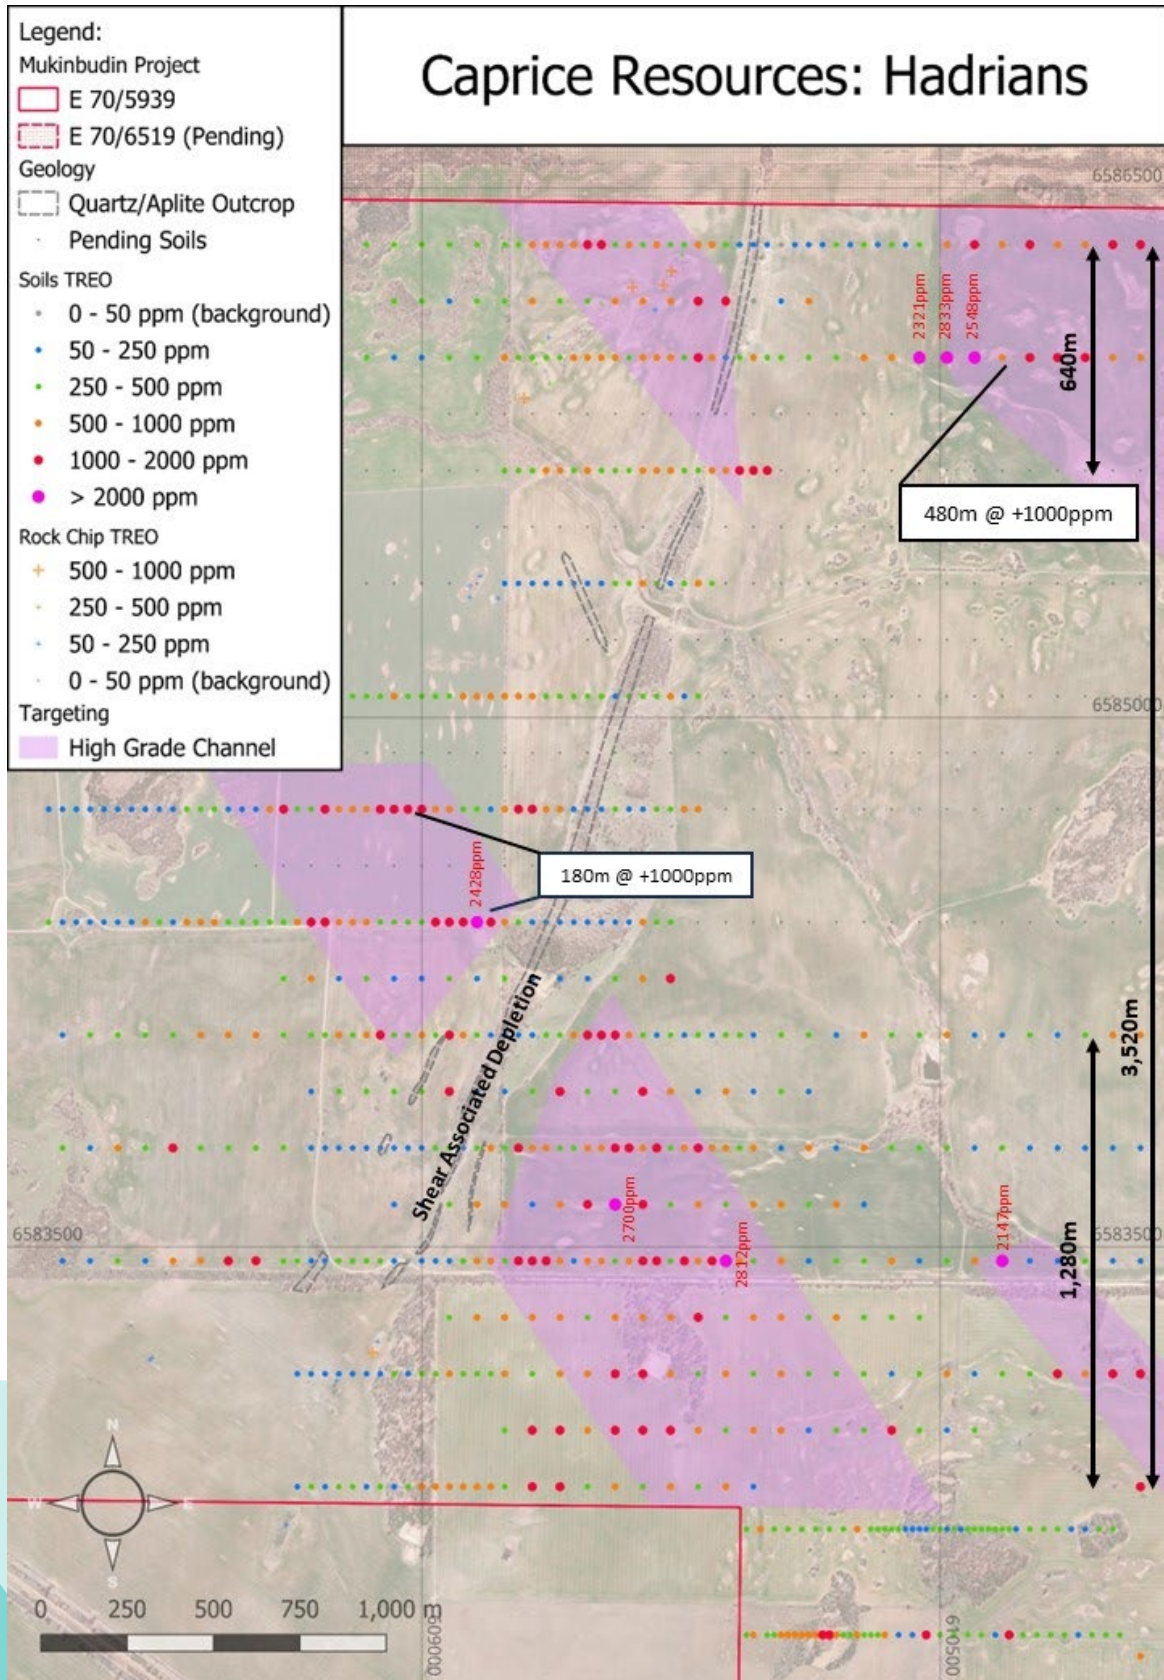 Legend:
Mukinbudin Project
E 70/5939
E 70/6519 (Pending)
Geology
Quartz/Aplite Outcrop
Pending Soils
Soils TREO
0 - 50 ppm (background)
50 - 250 ppm
250 - 500 ppm
500 - 1000 ppm
1000 - 2000 ppm
> 2000 ppm
Rock Chip TREO
500 - 1000 ppm
250 - 500 ppm
50 - 250 ppm
0 - 50 ppm (background)
Targeting
High Grade Channel
Caprice Resources: Hadrians
6586500
2321ppm
2833ppm
2548ppm
640m
480m @ +1000ppm
6585000
6585000
180m @ +1000ppm
2428ppm
Shear Associated Depletion
3,520m
2700ppm
2812ppm
2147ppm
1,280m
6583500
6583500
N
W
E
S
0 250 500 750 1,000 m
609000
610500